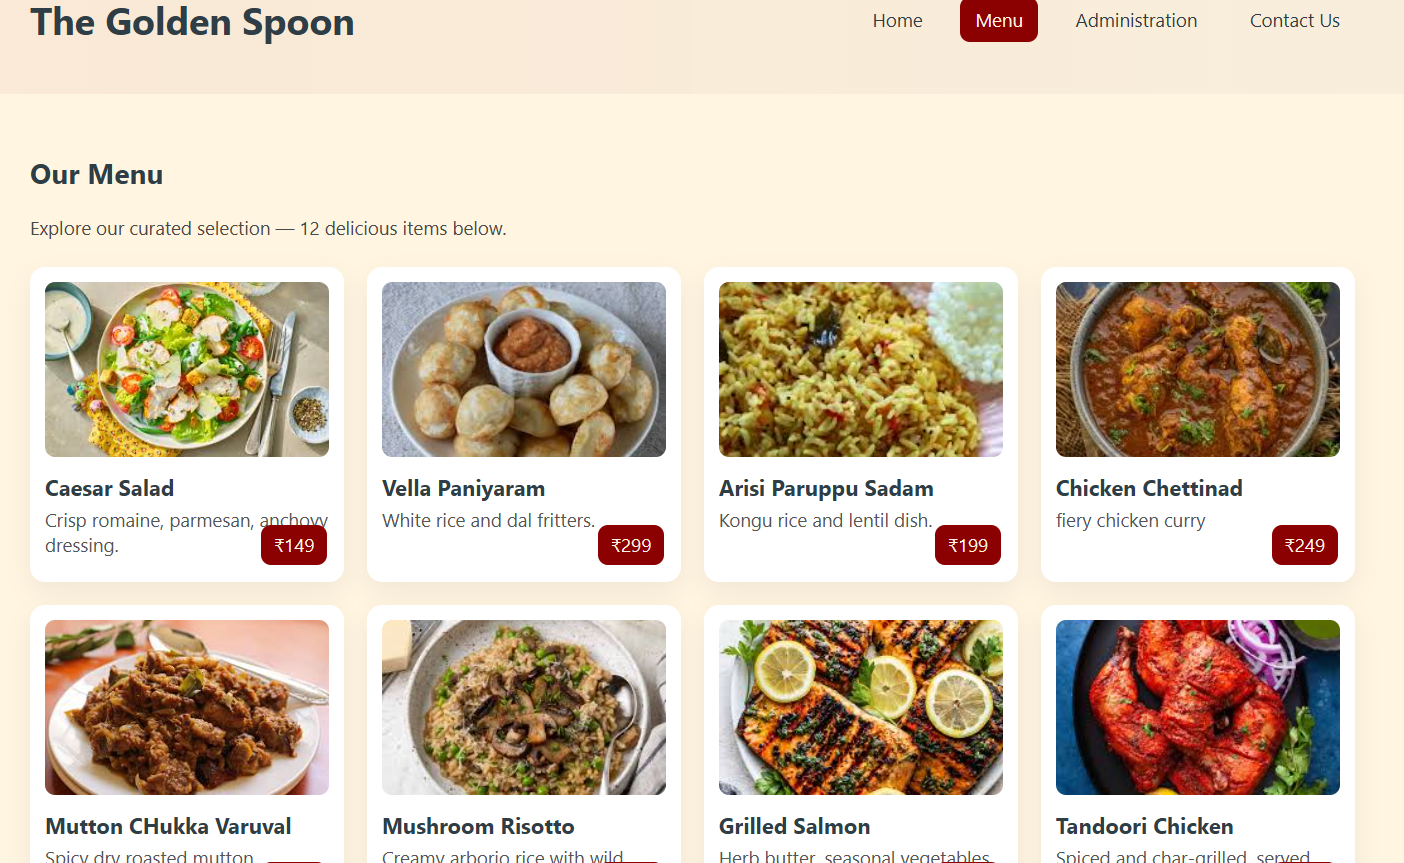 The Golden Spoon
Home Menu Administration Contact Us
Our Menu
Explore our curated selection — 12 delicious items below.
Caesar Salad
Crisp romaine, parmesan, anchovy
dressing.
₹149
Vella Paniyaram
White rice and dal fritters.
₹299
Arisi Paruppu Sadam
Kongu rice and lentil dish.
₹199
Chicken Chettinad
fiery chicken curry
₹249
Mutton CHukka Varuval
Spicy dry roasted mutton
Mushroom Risotto
Creamy arborio rice with wild
Grilled Salmon
Herb butter, seasonal vegetables
Tandoori Chicken
Spiced and char-grilled, served